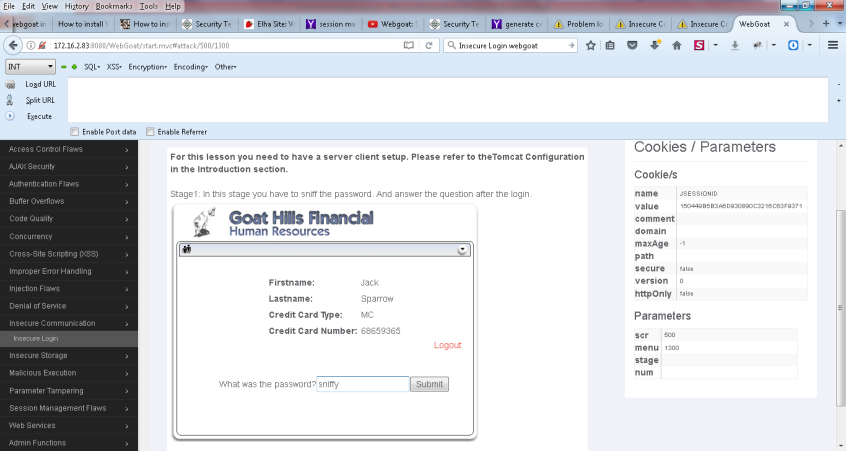 File Edit View History Bookmarks Tools Help
ebgoat in
How to install
How to inst
Security Te
Elha Site: W
session ma
Webgoat:
Security Te
generate ce
Problem lo
Insecure Co
Insecure Co
WebGoat
172.16.2.83:8080/WebGoat/start.mvc#attack/500/1300
Insecure Login webgoat
INT
SQL- XSS- Encryption- Encoding- Other-
Load URL
Split URL
Execute
Enable Post data Enable Referrer
Access Control Flaws
AJAX Security
Authentication Flaws
Buffer Overflows
Code Quality
Concurrency
Cross-Site Scripting (XSS)
Improper Error Handling
Injection Flaws
Denial of Service
Insecure Communication
Insecure Login
Insecure Storage
Malicious Execution
Parameter Tampering
Session Management Flaws
Web Services
Admin Functions
For this lesson you need to have a server client setup. Please refer to theTomcat Configuration
in the Introduction section.
Stage1: In this stage you have to sniff the password. And answer the question after the login.
Goat Hills Financial
Human Resources
Firstname: Jack
Lastname: Sparrow
Credit Card Type: MC
Credit Card Number: 68659365
Logout
What was the password? sniffy Submit
Cookies / Parameters
Cookie/s
name JSESSIONID
value
comment
domain
maxAge -1
path
secure false
version 0
httpOnly false
Parameters
scr 500
menu 1300
stage
num